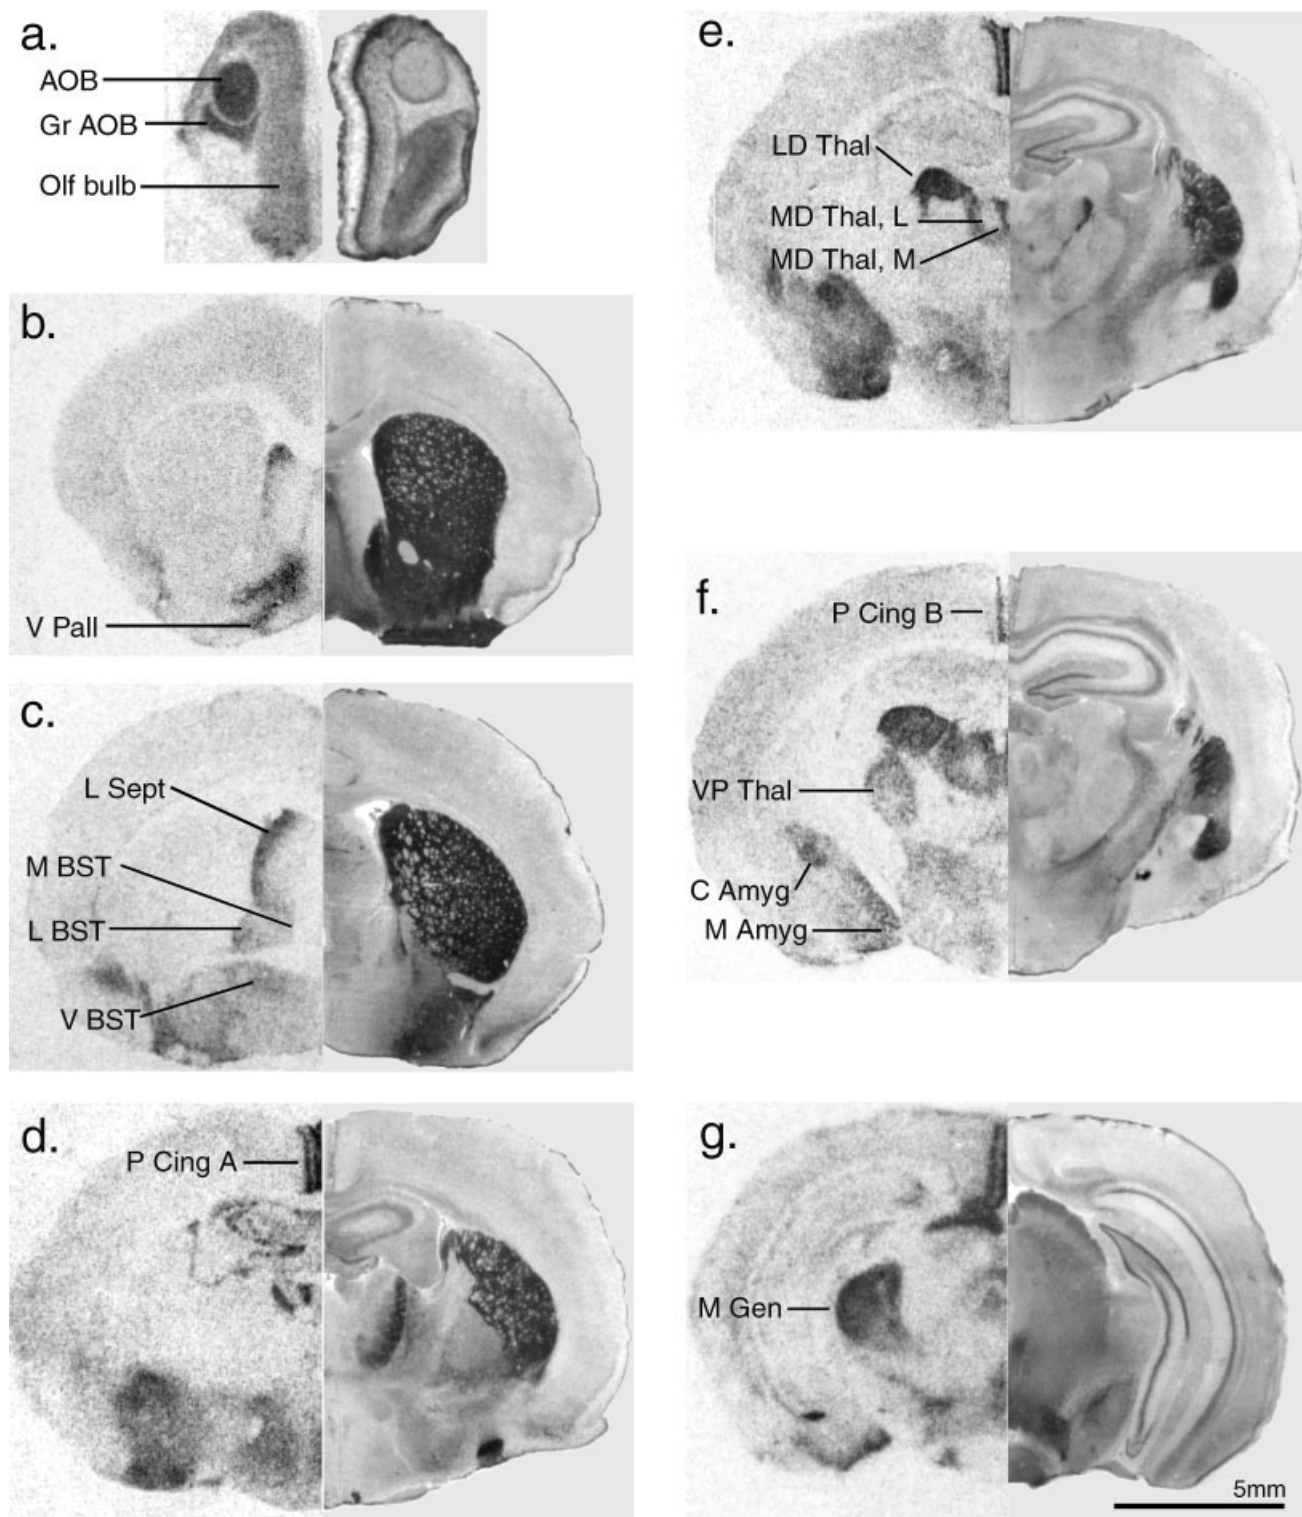 a.
AOB
Gr AOB
Olf bulb
b.
V Pall
c.
L Sept
M BST
L BST
V BST
d.
P Cing A
e.
LD Thal
MD Thal, L
MD Thal, M
f.
P Cing B
VP Thal
C Amyg
M Amyg
g.
M Gen
5mm